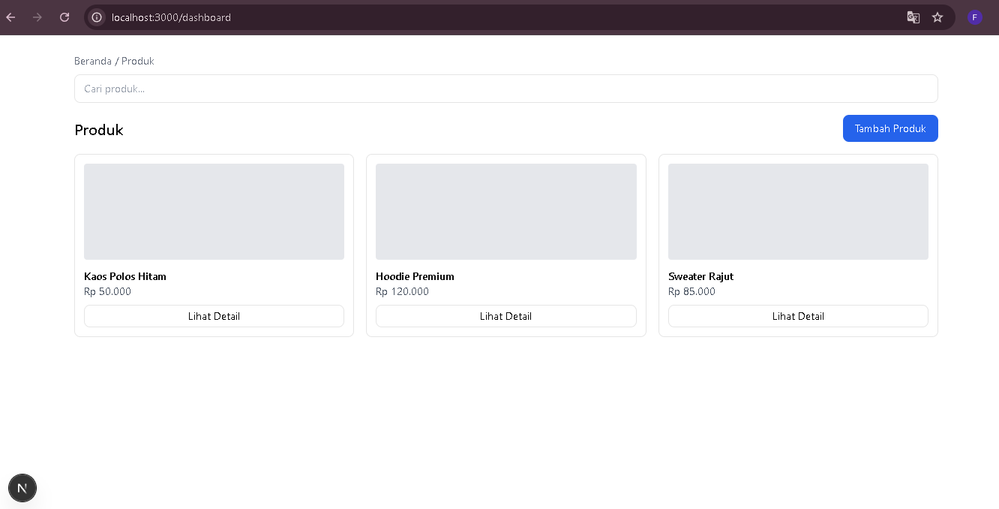 localhost:3000/dashboard
F
Beranda / Produk
Cari produk...
Produk
Tambah Produk
Kaos Polos Hitam
Rp 50.000
Lihat Detail
Hoodie Premium
Rp 120.000
Lihat Detail
Sweater Rajut
Rp 85.000
Lihat Detail
N